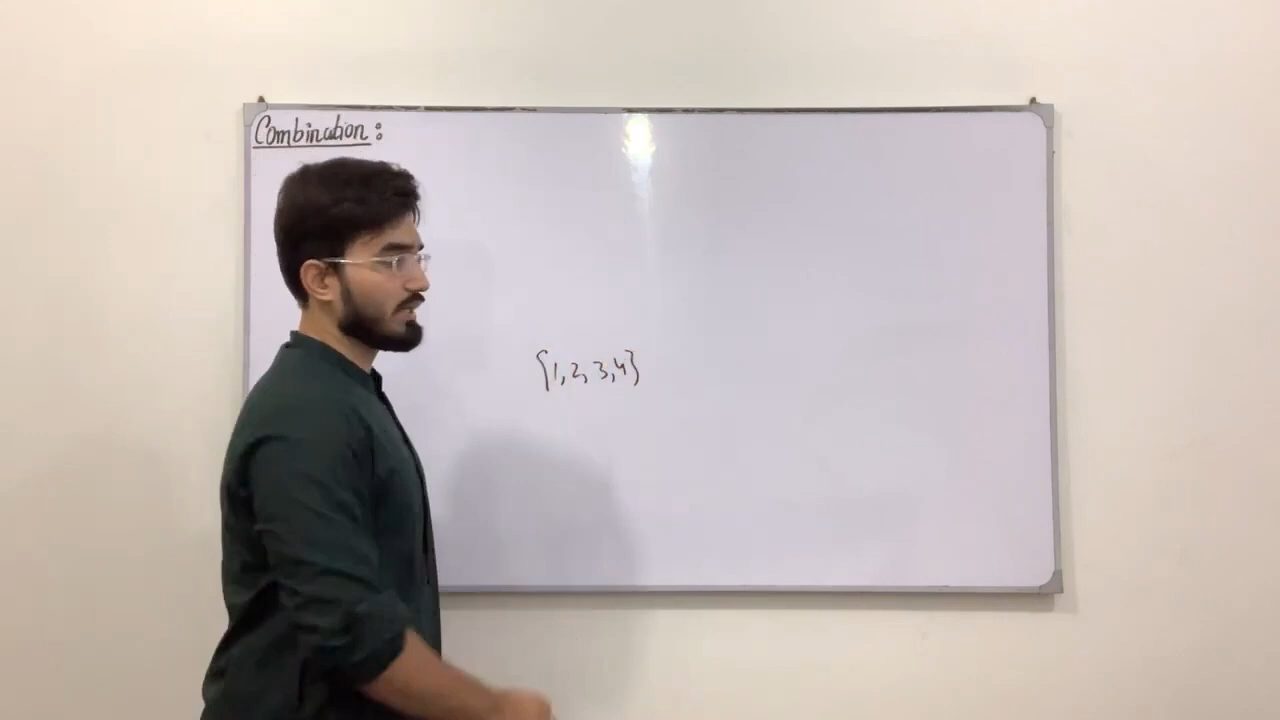 Combination:
{1, 2, 3, 4}